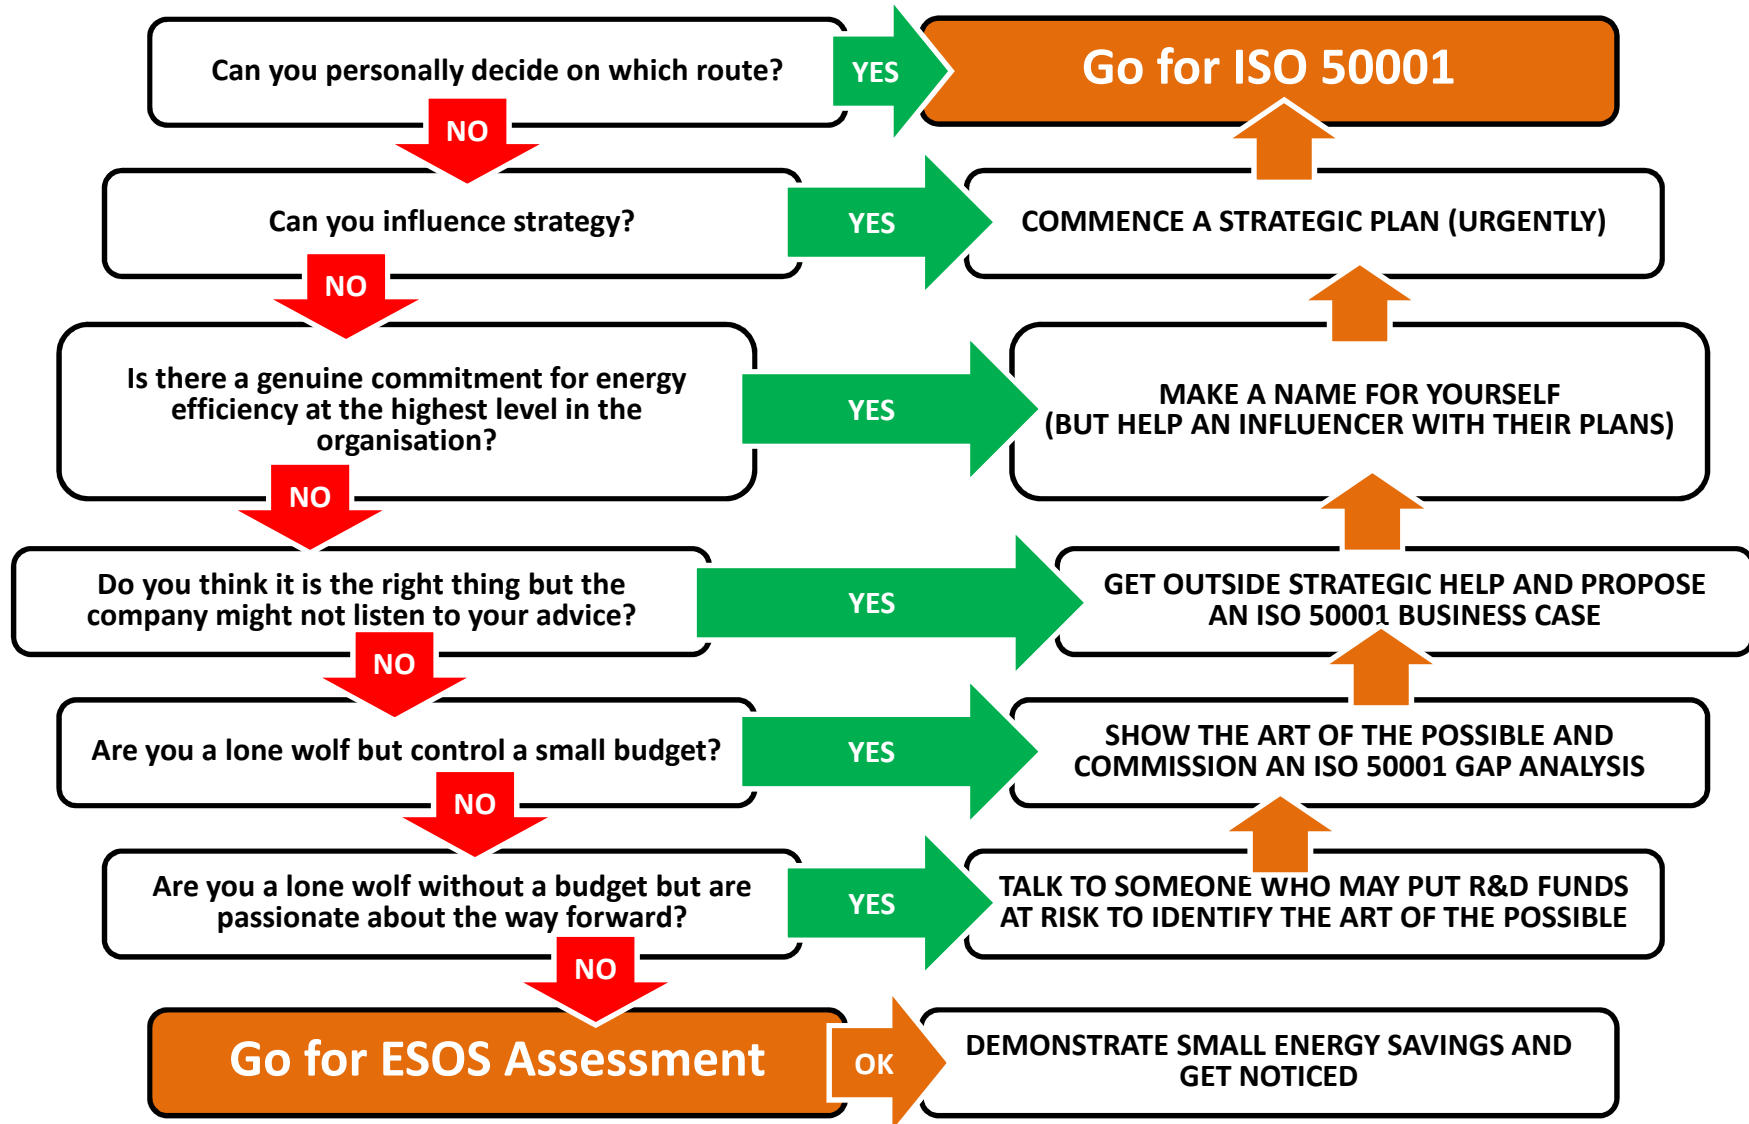 Can you personally decide on which route?
YES
Go for ISO 50001
NO
Can you influence strategy?
YES
COMMENCE A STRATEGIC PLAN (URGENTLY)
NO
Is there a genuine commitment for energy
efficiency at the highest level in the
organisation?
YES
MAKE A NAME FOR YOURSELF
(BUT HELP AN INFLUENCER WITH THEIR PLANS)
NO
Do you think it is the right thing but the
company might not listen to your advice?
YES
GET OUTSIDE STRATEGIC HELP AND PROPOSE
AN ISO 50001 BUSINESS CASE
NO
Are you a lone wolf but control a small budget?
YES
SHOW THE ART OF THE POSSIBLE AND
COMMISSION AN ISO 50001 GAP ANALYSIS
NO
Are you a lone wolf without a budget but are
passionate about the way forward?
YES
TALK TO SOMEONE WHO MAY PUT R&D FUNDS
AT RISK TO IDENTIFY THE ART OF THE POSSIBLE
NO
Go for ESOS Assessment
OK
DEMONSTRATE SMALL ENERGY SAVINGS AND
GET NOTICED